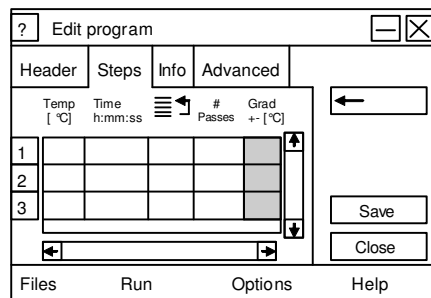 ? Edit program
Header Steps Info Advanced
Temp Time # Grad
[ °C] h:mm:ss Passes +- [°C]
1
2
3
Save
Close
Files Run Options Help